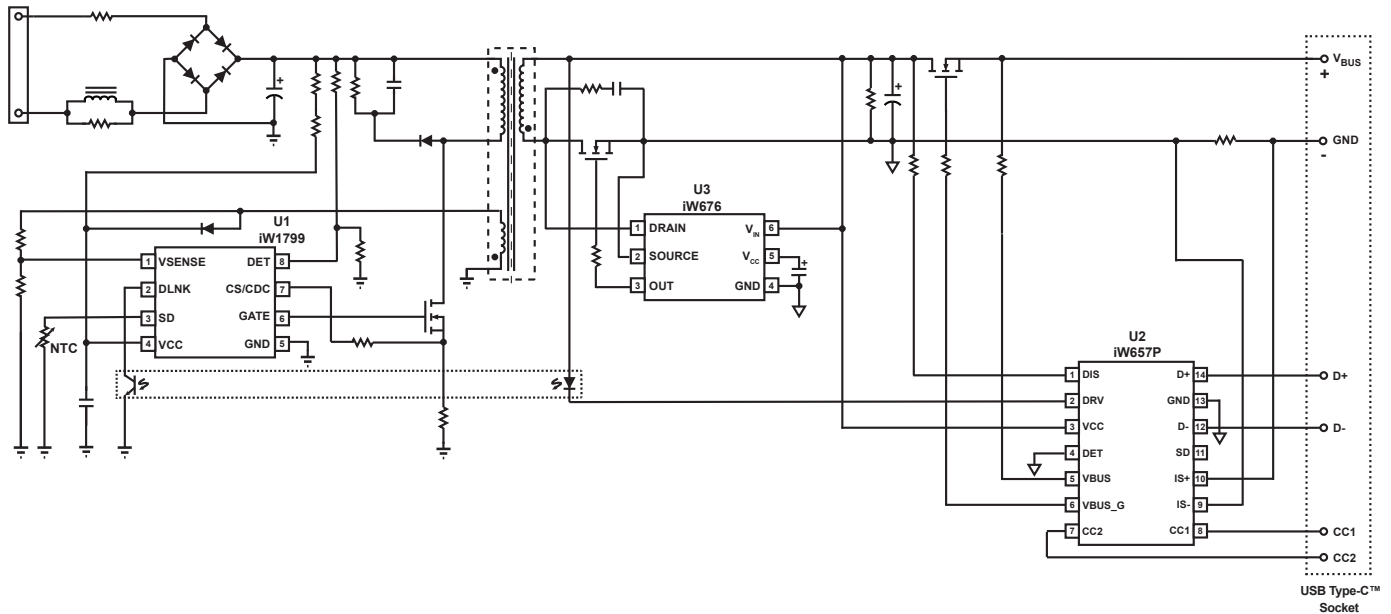 +
+
VBUS
+
GND
-
U3
iW676
1 DRAIN VIN 6
2 SOURCE VCC 5
+
3 OUT GND 4
U1
iW1799
1 VSENSE DET 8
2 DLNK CS/CDC 7
3 SD GATE 6
4 VCC GND 5
NTC
U2
iW657P
1 DIS D+ 14
2 DRV GND 13
3 VCC D- 12
4 DET SD 11
5 VBUS IS+ 10
6 VBUS_G IS- 9
7 CC2 CC1 8
D+
D-
CC1
CC2
USB Type-C™
Socket